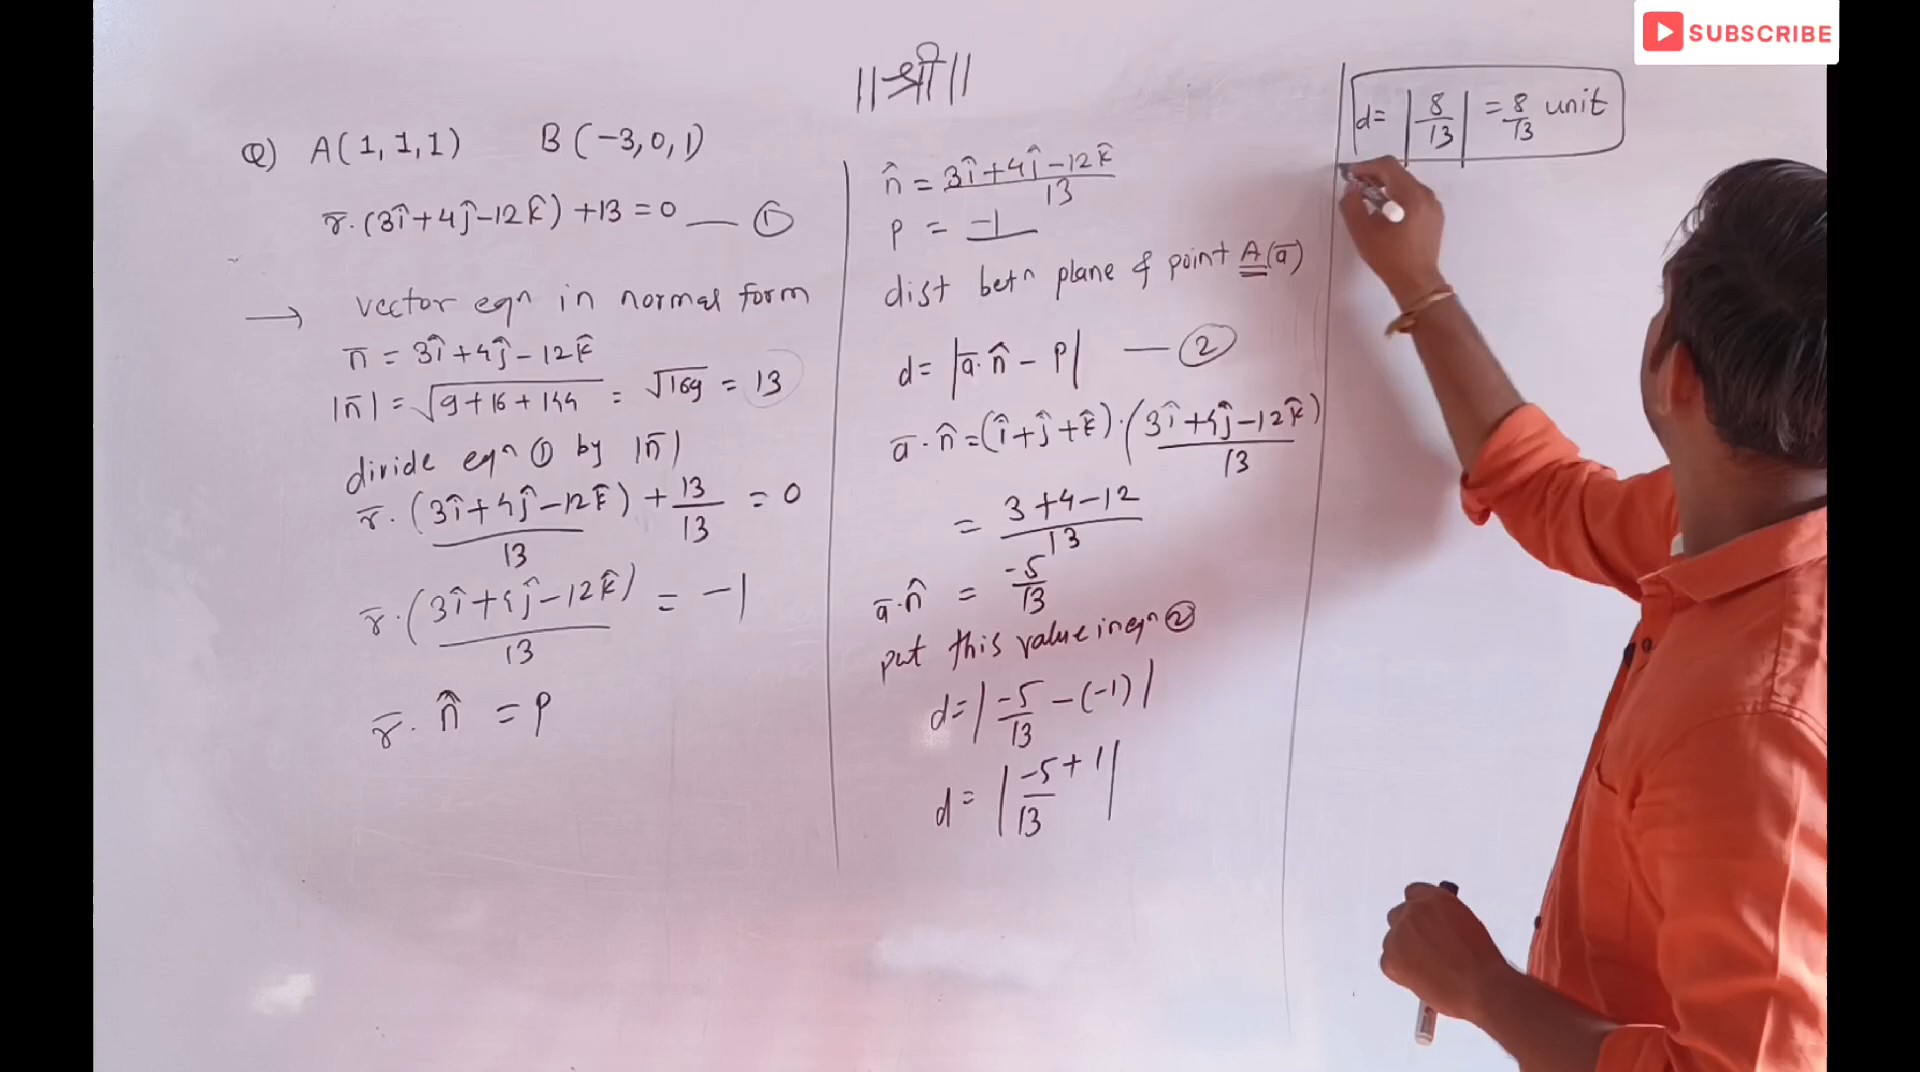 SUBSCRIBE
||श्री||
Q) A(1,1,1) B(-3,0,1)
r̄.(3î+4ĵ-12k̂)+13=0 — ①
→ vector eqn in normal form
n̄ = 3î+4ĵ-12k̂
|n̄| = √9+16+144 = √169 = 13
divide eqn ① by |n̄|
r̄.(3î+4ĵ-12k̂)/13 + 13/13 = 0
r̄.(3î+4ĵ-12k̂)/13 = -1
r̄.n̂ = p
n̂ = 3î+4ĵ-12k̂/13
p = -1
dist betn plane & point A(ā)
d = |ā.n̂ - p| — ②
ā.n̂ = (î+ĵ+k̂).(3î+4ĵ-12k̂)/13
= 3+4-12/13
ā.n̂ = -5/13
put this value in eqn ②
d = |-5/13 - (-1)|
d = |-5/13 + 1|
d = |8/13| = 8/13 unit